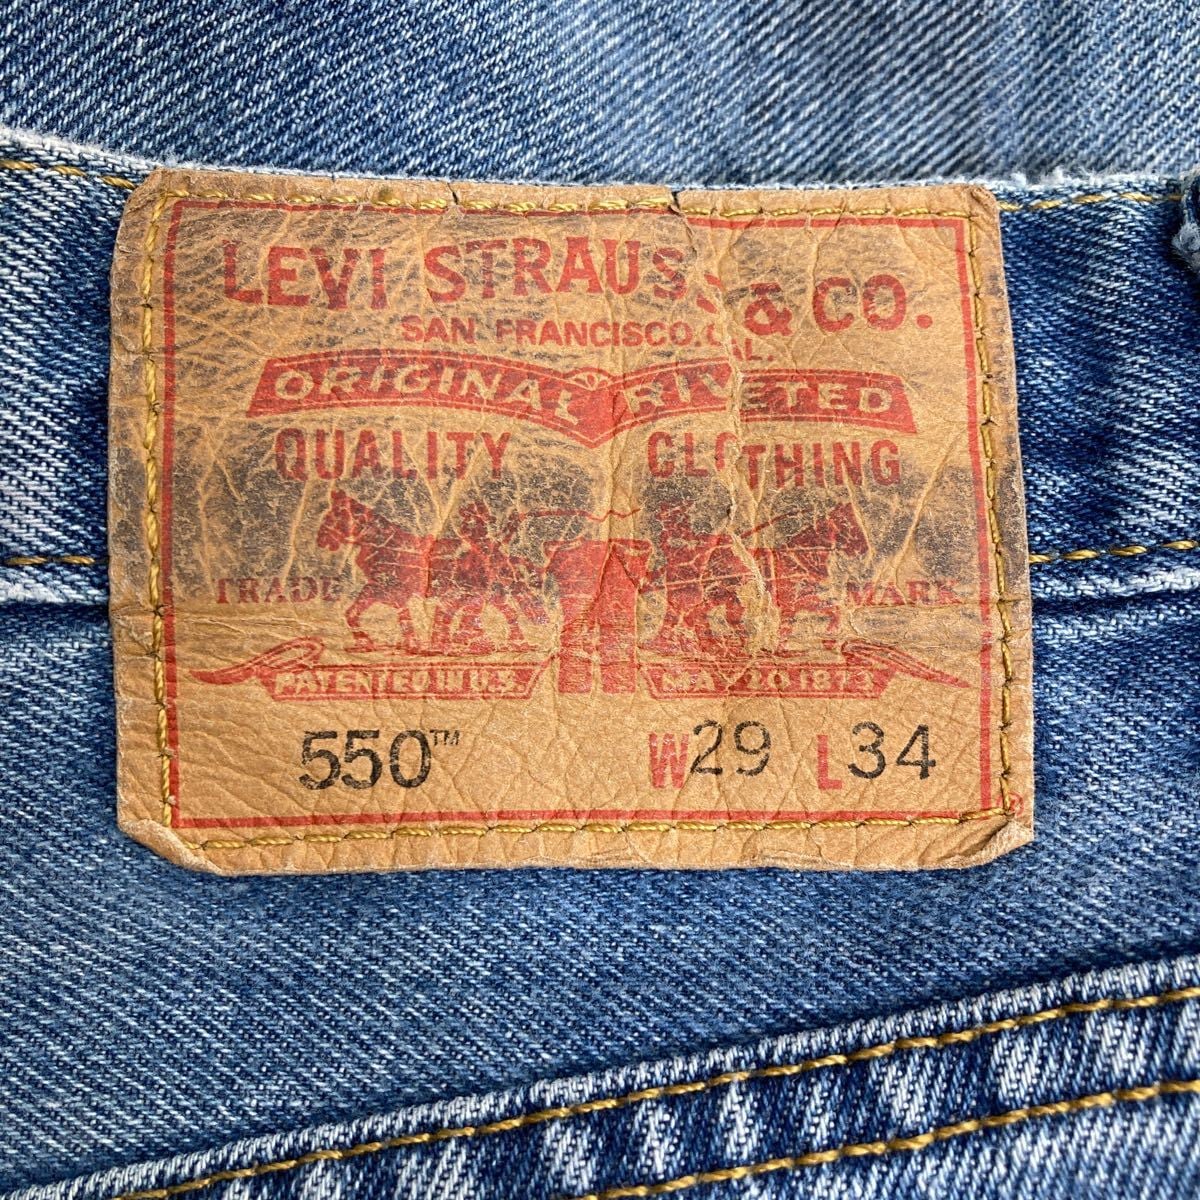 LEVI STRAUSS & CO.
SAN FRANCISCO, CAL.
ORIGINAL RIVETED
QUALITY CLOTHING
TRADE MARK
PATENTED IN U.S. MAY 20 1873
550™ W29 L34